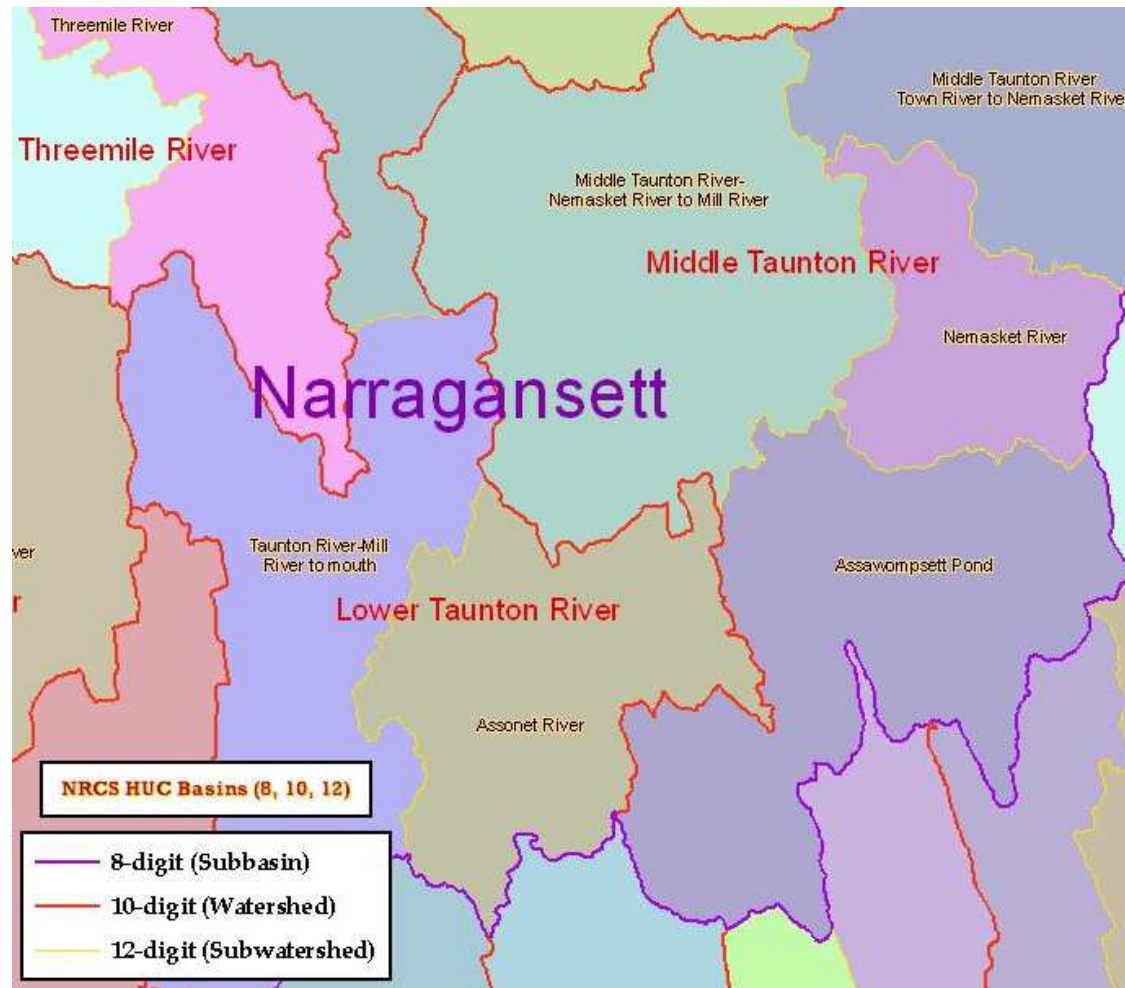 Threemile River
Middle Taunton River
Town River to Nemasket Rive
Threemile River
Middle Taunton River-
Nemasket River to Mill River
Middle Taunton River
Nemasket River
Narragansett
Taunton River-Mill
River to mouth
ver
Assawompsett Pond
r
Lower Taunton River
Assonet River
NRCS HUC Basins (8, 10, 12)
8-digit (Subbasin)
10-digit (Watershed)
12-digit (Subwatershed)